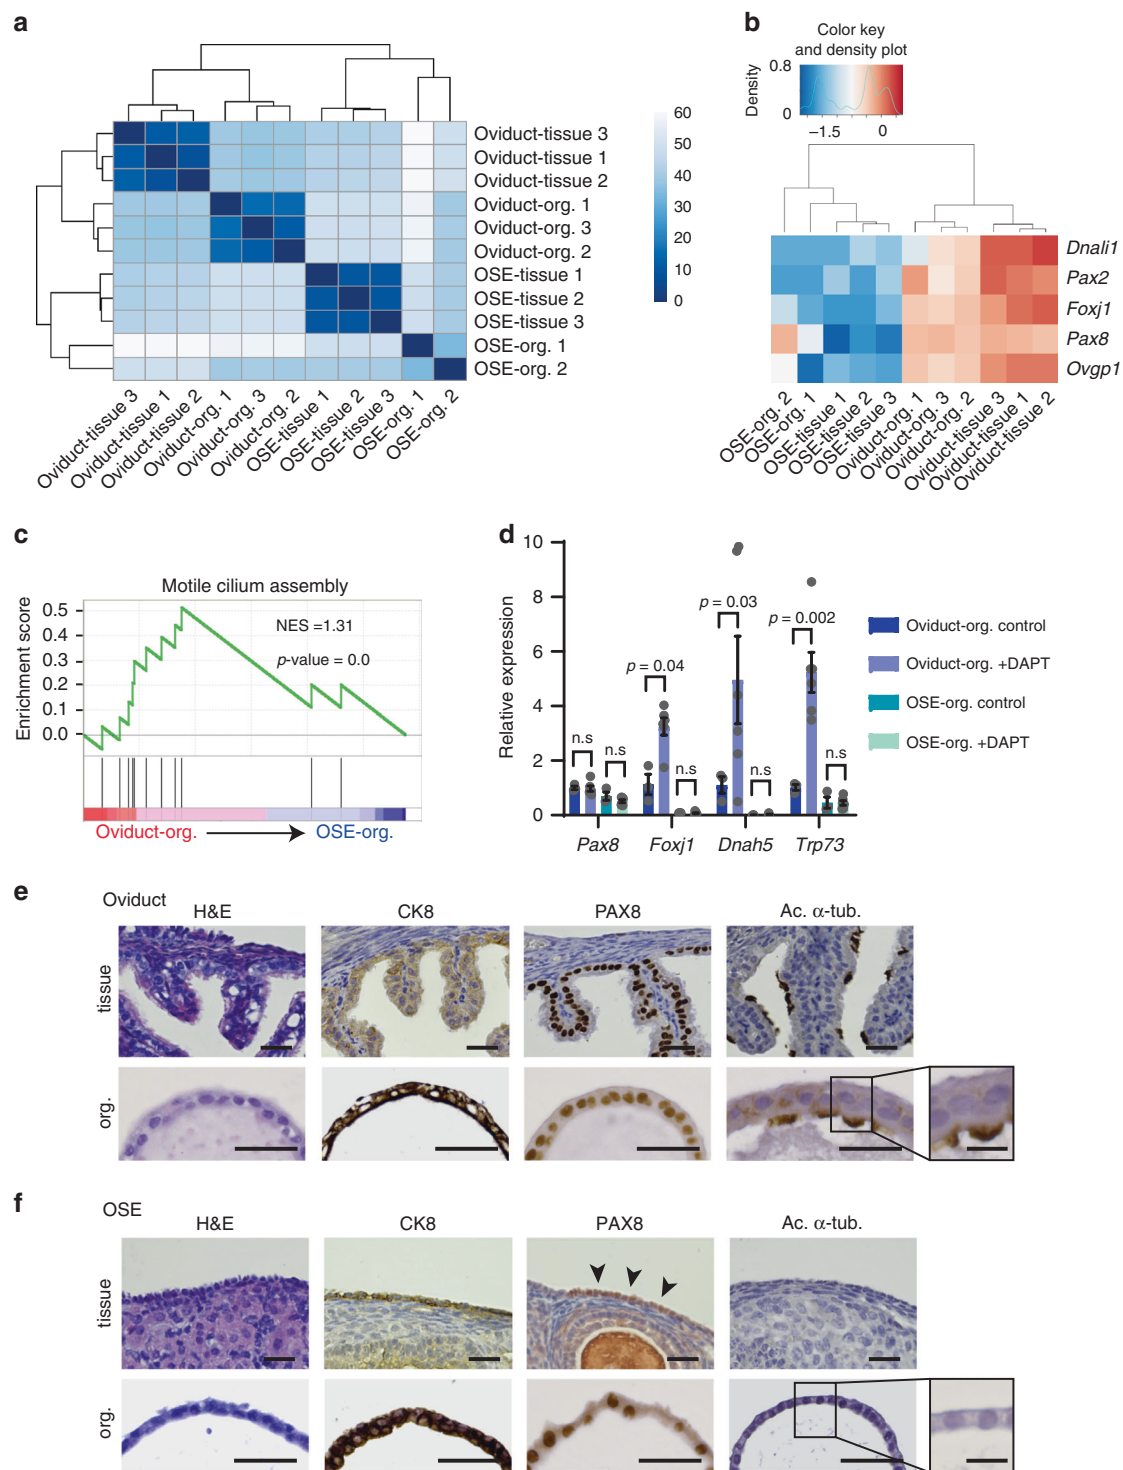 a
Oviduct-tissue 3
Oviduct-tissue 1
Oviduct-tissue 2
Oviduct-org. 1
Oviduct-org. 3
Oviduct-org. 2
OSE-tissue 1
OSE-tissue 2
OSE-tissue 3
OSE-org. 1
OSE-org. 2
60
50
40
30
20
10
0
Oviduct-tissue 3
Oviduct-tissue 1
Oviduct-tissue 2
Oviduct-org. 1
Oviduct-org. 3
Oviduct-org. 2
OSE-tissue 1
OSE-tissue 2
OSE-tissue 3
OSE-org. 1
OSE-org. 2
b
Color key
and density plot
Density
0.8
0
–1.5
0
Dnali1
Pax2
Foxj1
Pax8
Ovgp1
OSE-org. 2
OSE-org. 1
OSE-tissue 1
OSE-tissue 2
OSE-tissue 3
Oviduct-org. 1
Oviduct-org. 3
Oviduct-org. 2
Oviduct-tissue 3
Oviduct-tissue 1
Oviduct-tissue 2
c
Motile cilium assembly
Enrichment score
0.5
0.4
0.3
0.2
0.1
0.0
NES =1.31
p-value = 0.0
Oviduct-org.
OSE-org.
d
Relative expression
10
8
6
4
2
0
n.s
n.s
p = 0.04
n.s
p = 0.03
n.s
p = 0.002
n.s
Pax8
Foxj1
Dnah5
Trp73
Oviduct-org. control
Oviduct-org. +DAPT
OSE-org. control
OSE-org. +DAPT
e
Oviduct
H&E
CK8
PAX8
Ac. α-tub.
tissue
org.
f
OSE
H&E
CK8
PAX8
Ac. α-tub.
tissue
org.